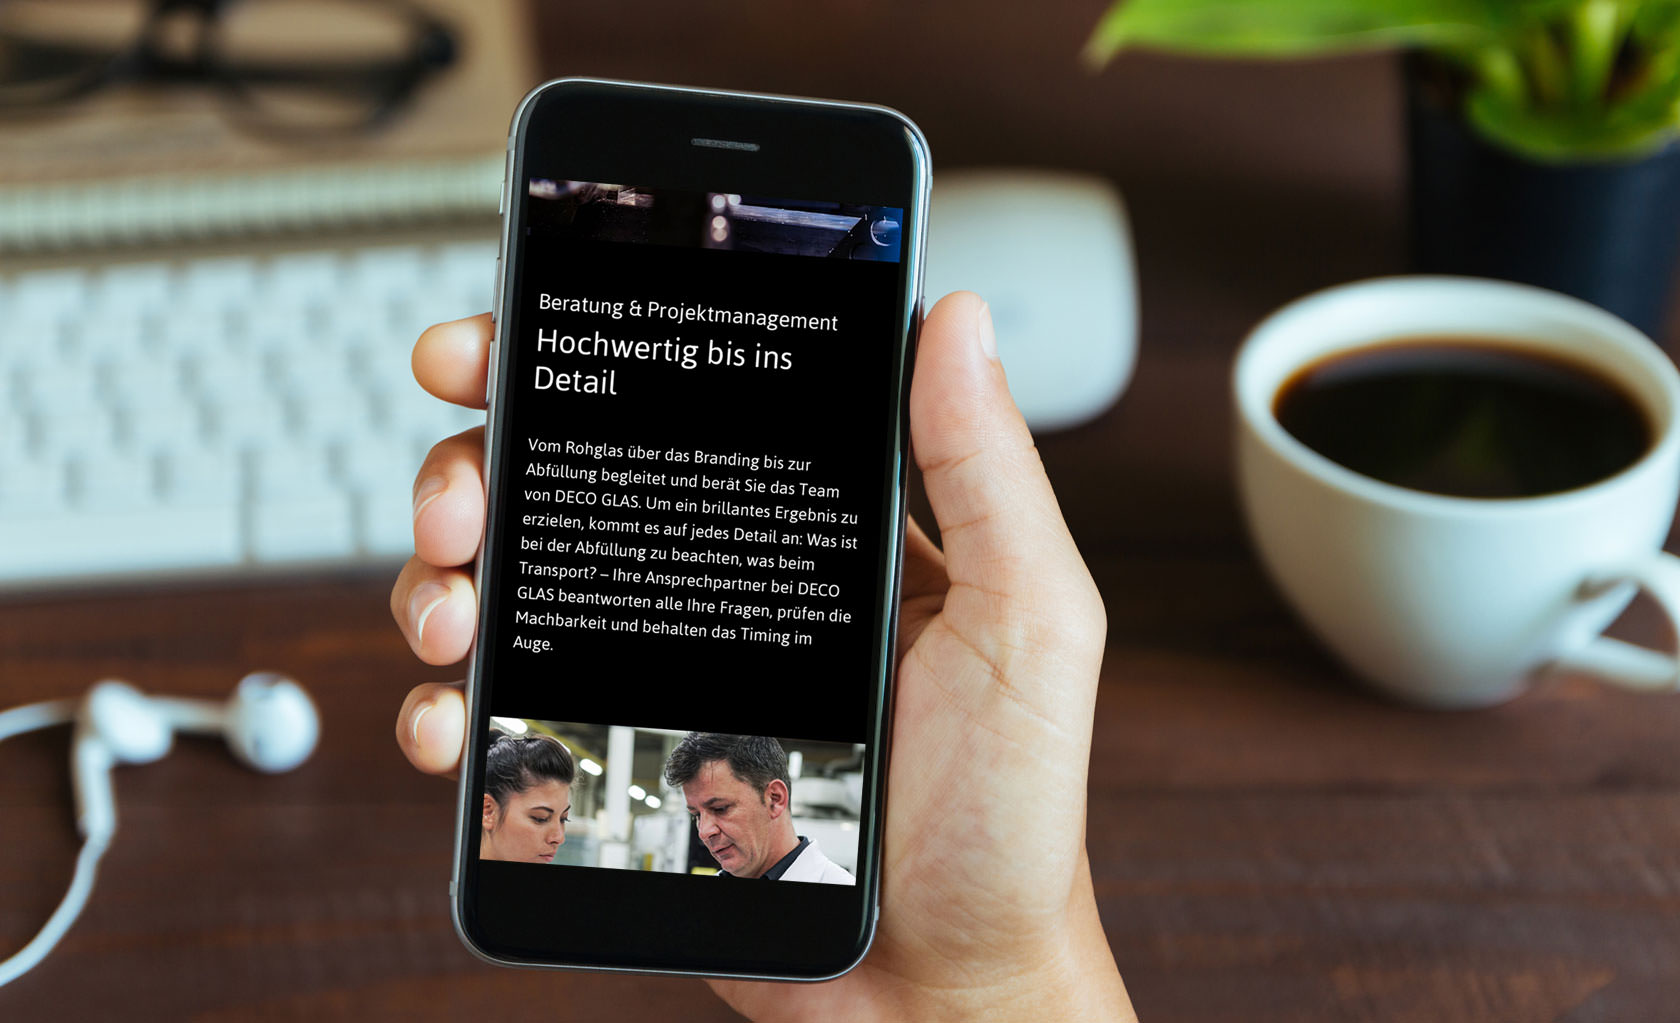 Beratung & Projektmanagement
Hochwertig bis ins
Detail
Vom Rohglas über das Branding bis zur
Abfüllung begleitet und berät Sie das Team
von DECO GLAS. Um ein brillantes Ergebnis zu
erzielen, kommt es auf jedes Detail an: Was ist
bei der Abfüllung zu beachten, was beim
Transport? – Ihre Ansprechpartner bei DECO
GLAS beantworten alle Ihre Fragen, prüfen die
Machbarkeit und behalten das Timing im
Auge.